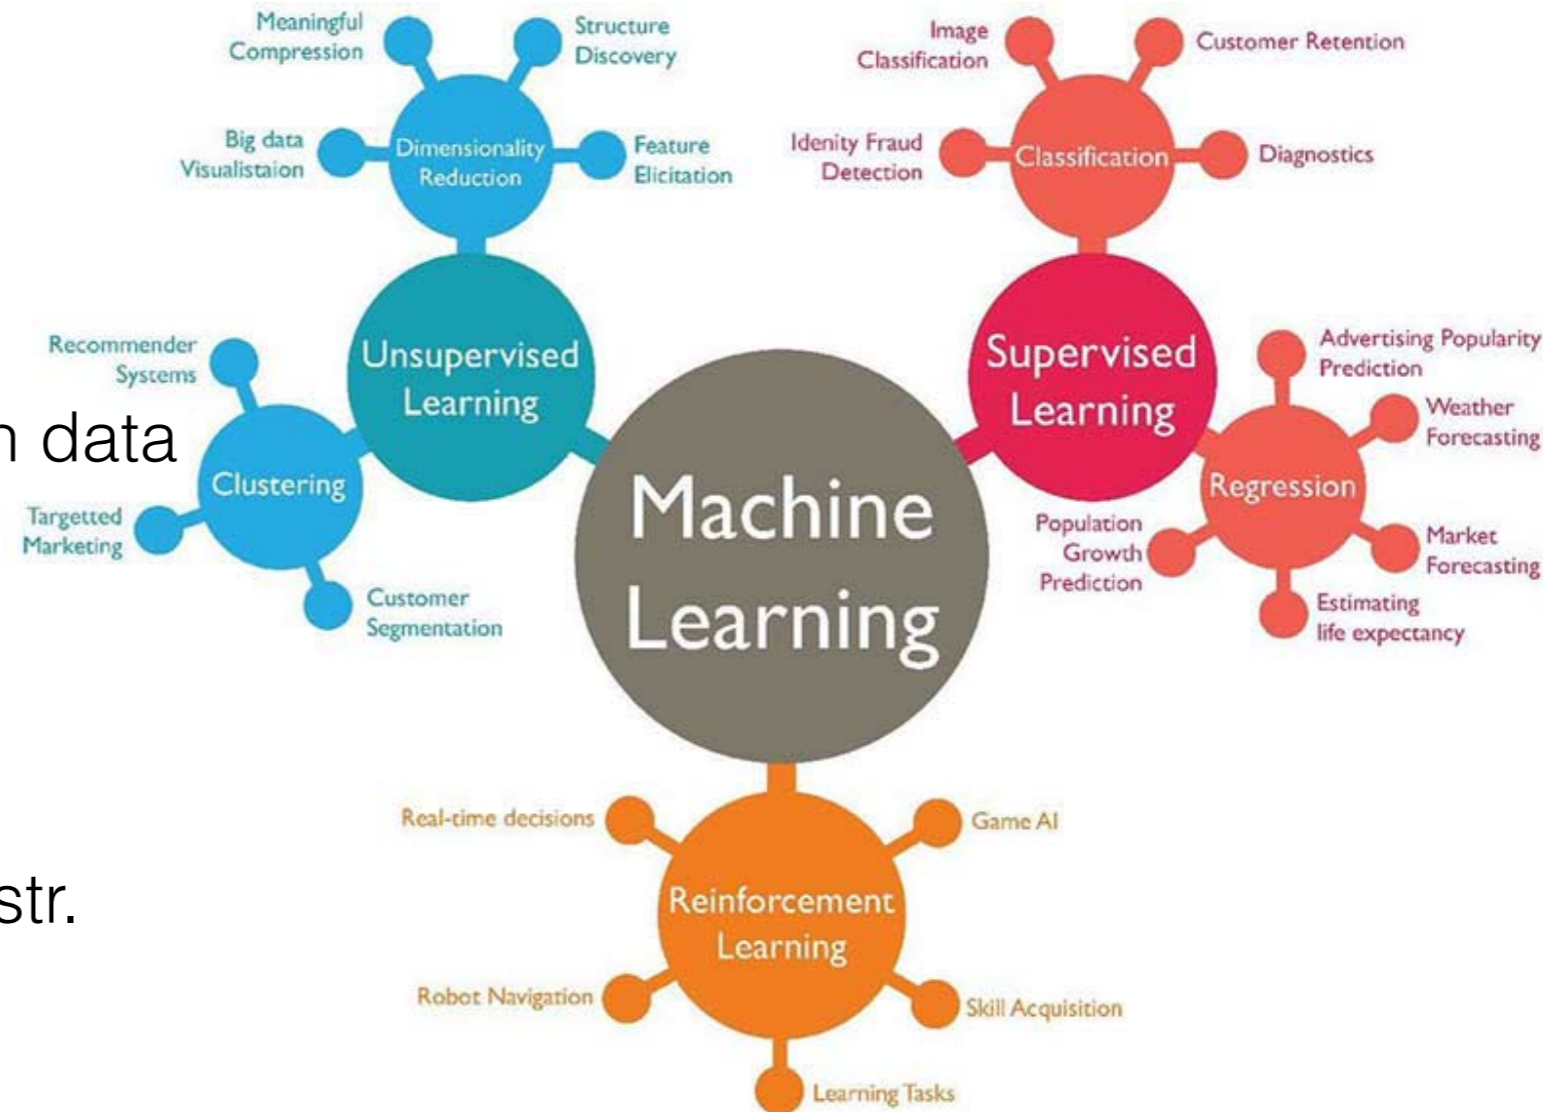 Meaningful
Compression
Structure
Discovery
Big data
Visualistaion
Dimensionality
Reduction
Feature
Elicitation
Image
Classification
Customer Retention
Idenity Fraud
Detection
Classification
Diagnostics
Unsupervised
Learning
Supervised
Learning
Recommender
Systems
Clustering
Targetted
Marketing
Customer
Segmentation
Advertising Popularity
Prediction
Weather
Forecasting
Regression
Population
Growth
Prediction
Market
Forecasting
Estimating
life expectancy
data
Machine
Learning
str.
Real-time decisions
Game AI
Reinforcement
Learning
Robot Navigation
Skill Acquisition
Learning Tasks